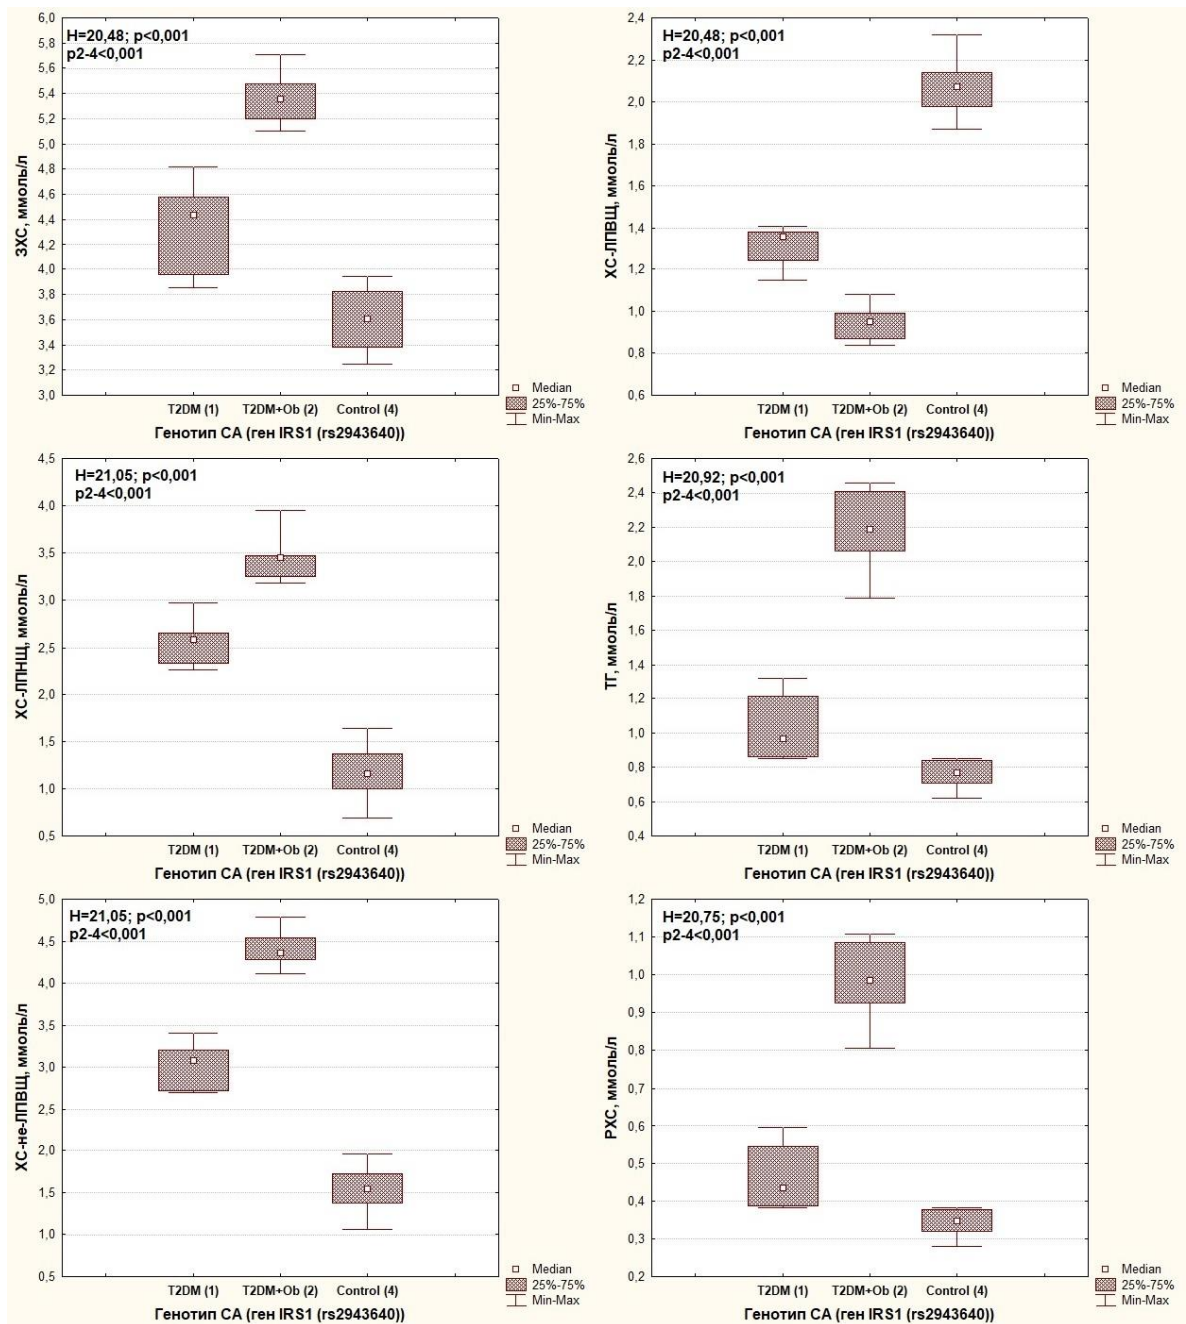 H=20,48; p<0,001
p2-4<0,001
6,0
5,8
5,6
5,4
5,2
5,0
4,8
4,6
4,4
4,2
4,0
3,8
3,6
3,4
3,2
3,0
ЗХС, ммоль/л
T2DM (1) T2DM+Ob (2) Control (4)
Генотип СА (ген IRS1 (rs2943640))
Median
25%-75%
Min-Max
H=20,48; p<0,001
p2-4<0,001
2,4
2,2
2,0
1,8
1,6
1,4
1,2
1,0
0,8
0,6
ХС-ЛПВЩ, ммоль/л
T2DM (1) T2DM+Ob (2) Control (4)
Генотип СА (ген IRS1 (rs2943640))
Median
25%-75%
Min-Max
H=21,05; p<0,001
p2-4<0,001
4,5
4,0
3,5
3,0
2,5
2,0
1,5
1,0
0,5
ХС-ЛПНЩ, ммоль/л
T2DM (1) T2DM+Ob (2) Control (4)
Генотип СА (ген IRS1 (rs2943640))
Median
25%-75%
Min-Max
H=20,92; p<0,001
p2-4<0,001
2,6
2,4
2,2
2,0
1,8
1,6
1,4
1,2
1,0
0,8
0,6
0,4
ТГ, ммоль/л
T2DM (1) T2DM+Ob (2) Control (4)
Генотип СА (ген IRS1 (rs2943640))
Median
25%-75%
Min-Max
H=21,05; p<0,001
p2-4<0,001
5,0
4,5
4,0
3,5
3,0
2,5
2,0
1,5
1,0
0,5
ХС-не-ЛПВЩ, ммоль/л
T2DM (1) T2DM+Ob (2) Control (4)
Генотип СА (ген IRS1 (rs2943640))
Median
25%-75%
Min-Max
H=20,75; p<0,001
p2-4<0,001
1,2
1,1
1,0
0,9
0,8
0,7
0,6
0,5
0,4
0,3
0,2
РХС, ммоль/л
T2DM (1) T2DM+Ob (2) Control (4)
Генотип СА (ген IRS1 (rs2943640))
Median
25%-75%
Min-Max